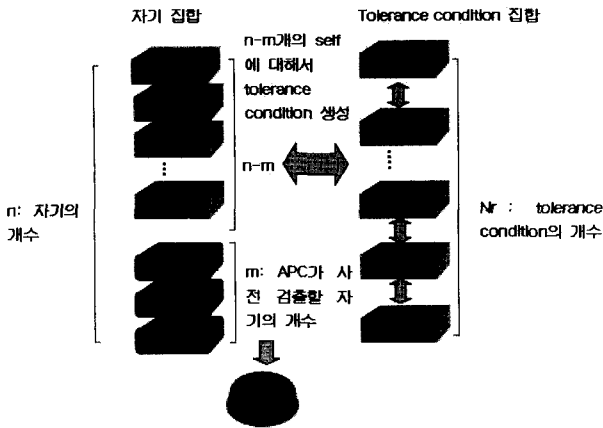 자기 집합
Tolerance condition 집합
n-m개의 self
에 대해서
tolerance
condition 생성
n-m
n: 자기의
개수
Nr : tolerance
condition의 개수
m: APC가 사
전 검출할 자
기의 개수